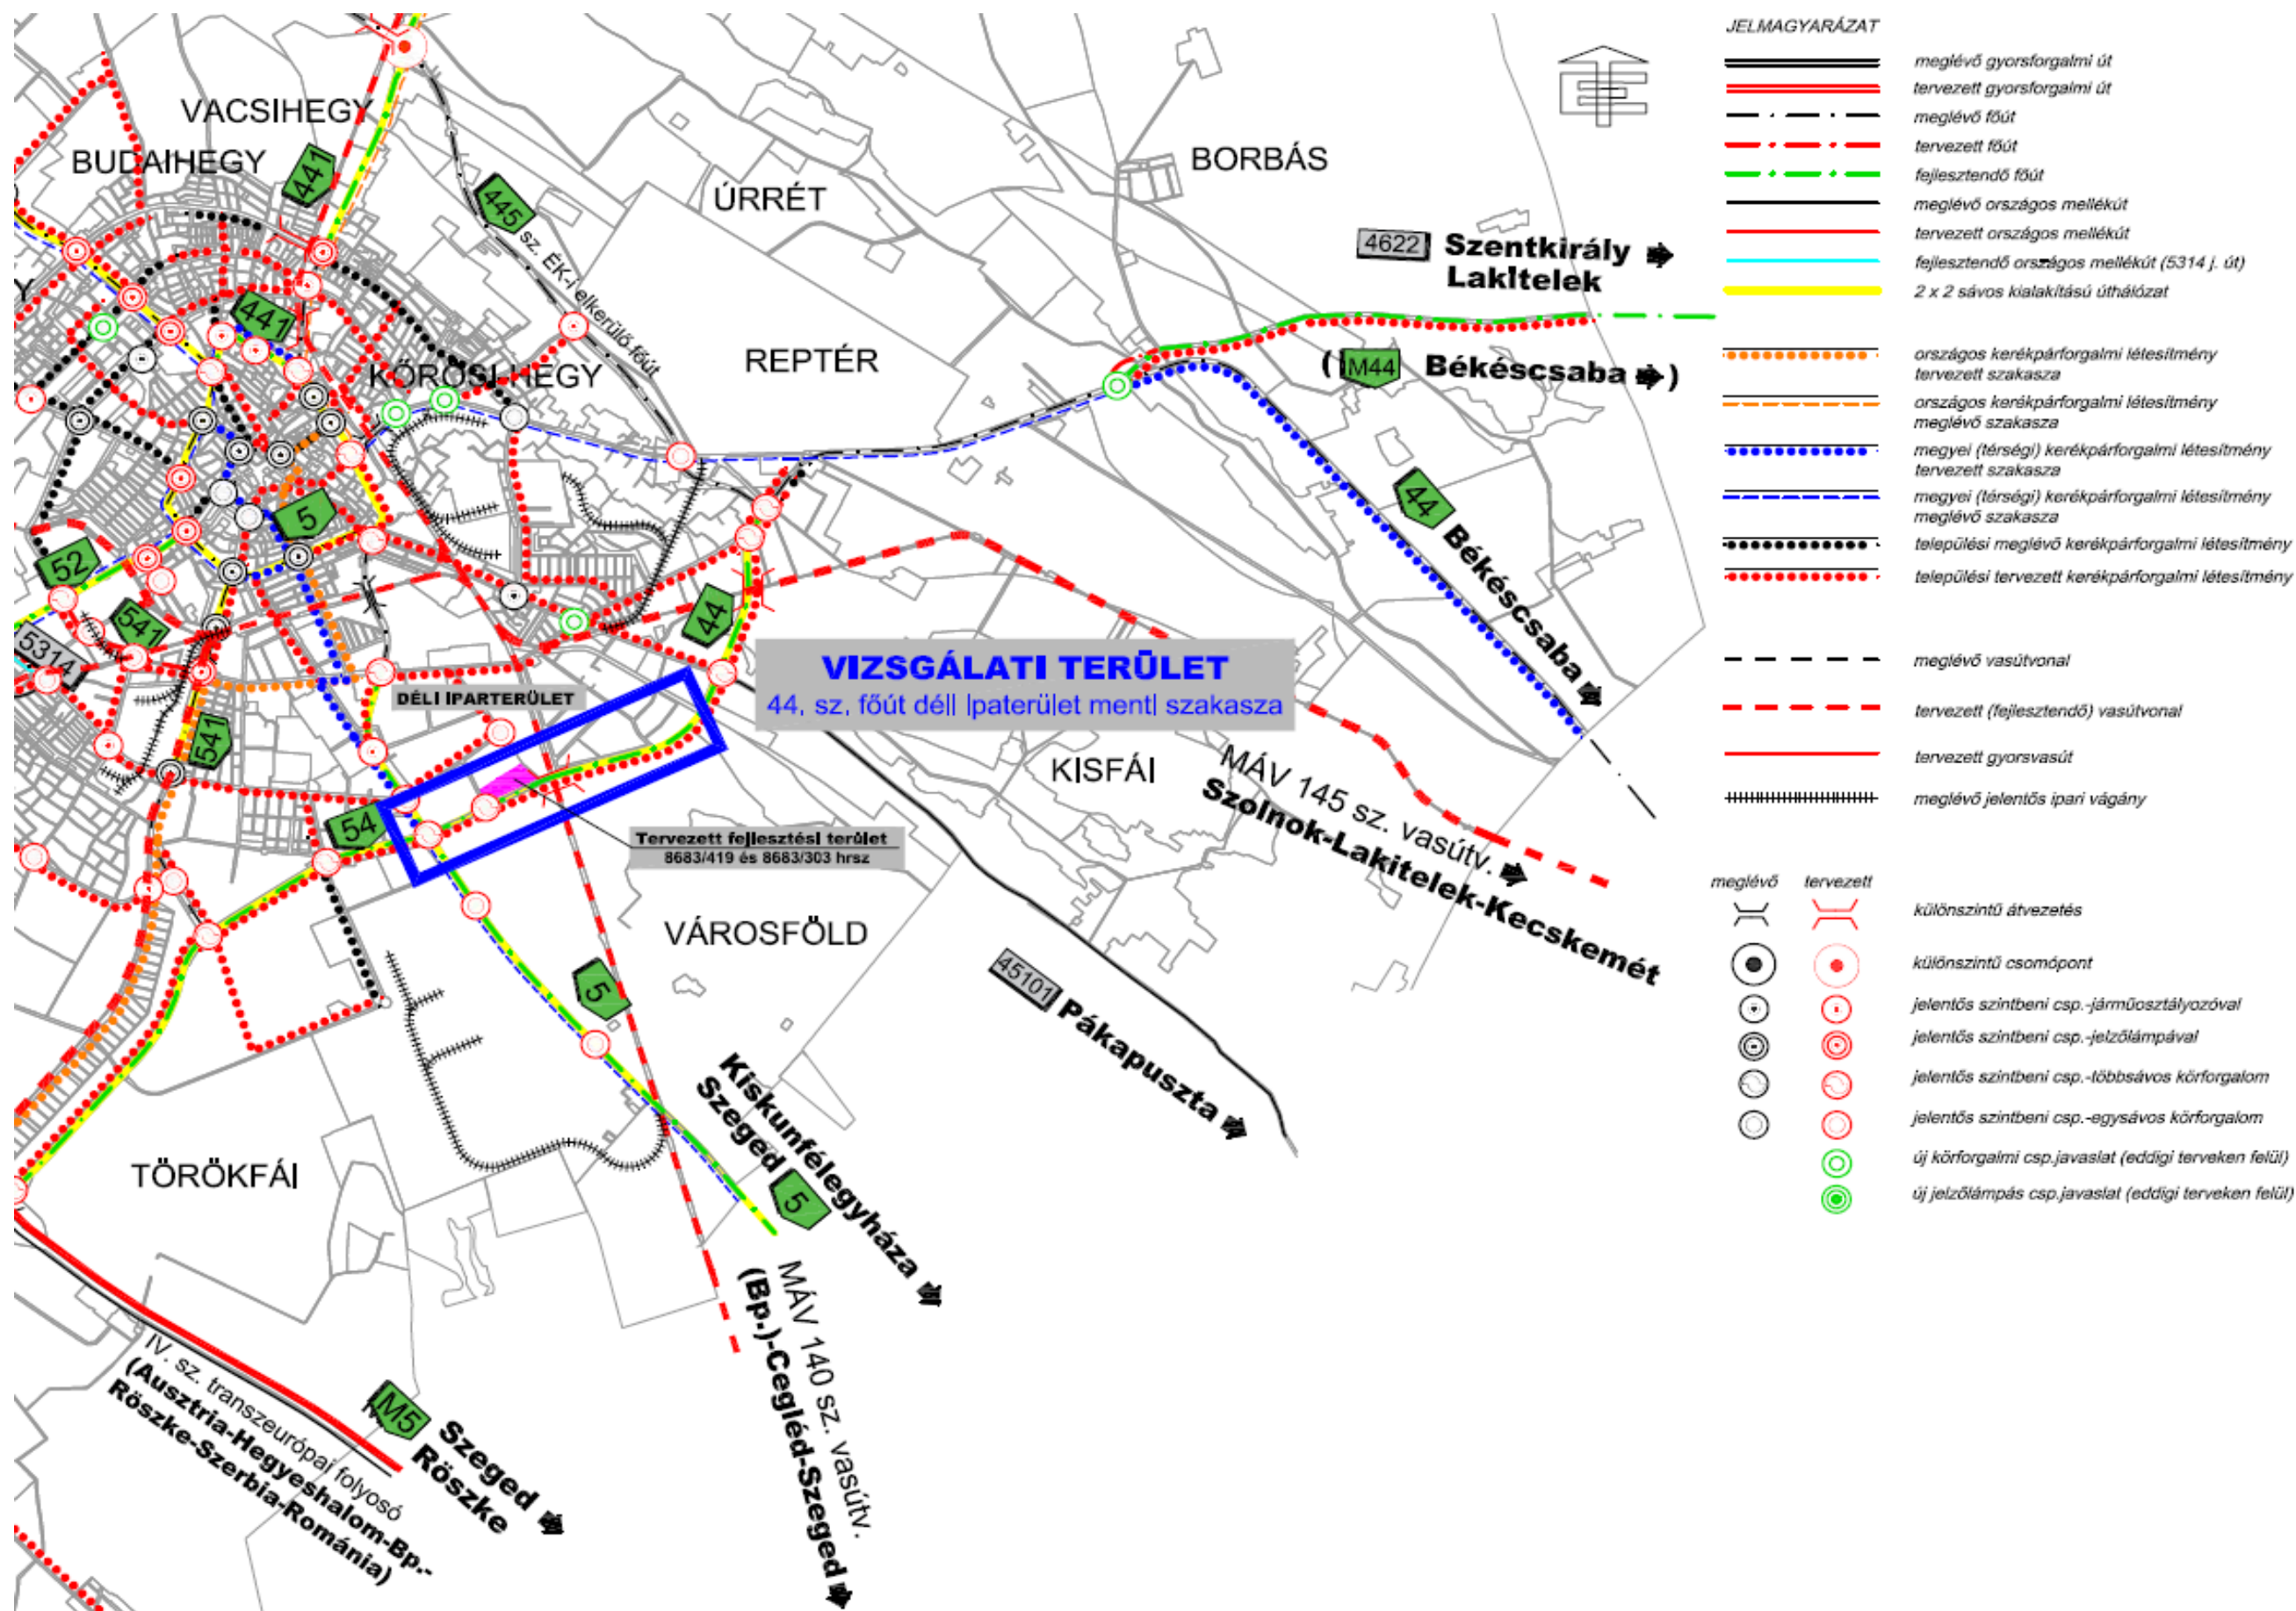 JELMAGYARÁZAT
meglévő gyorsforgalmi út
tervezett gyorsforgalmi út
meglévő főút
tervezett főút
fejlesztendő főút
meglévő országos mellékút
tervezett országos mellékút
fejlesztendő országos mellékút (5314 j. út)
2 x 2 sávos kialakítású úthálózat
országos kerékpárforgalmi létesítmény
tervezett szakasza
országos kerékpárforgalmi létesítmény
meglévő szakasza
megyei (térségi) kerékpárforgalmi létesítmény
tervezett szakasza
megyei (térségi) kerékpárforgalmi létesítmény
meglévő szakasza
települési meglévő kerékpárforgalmi létesítmény
települési tervezett kerékpárforgalmi létesítmény
meglévő vasútvonal
tervezett (fejlesztendő) vasútvonal
tervezett gyorsvasút
meglévő jelentős ipari vágány
meglévő tervezett
különszintű átvezetés
különszintű csomópont
jelentős szintbeni csp.-járműosztályozóval
jelentős szintbeni csp.-jelzőlámpával
jelentős szintbeni csp.-többsávos körforgalom
jelentős szintbeni csp.-egysávos körforgalom
új körforgalmi csp.javaslat (eddigi terveken felül)
új jelzőlámpás csp.javaslat (eddigi terveken felül)
VACSIHEGY
BUDAIHEGY
441
445 sz. ÉK-i elkerülő főút
ÚRRÉT
BORBÁS
4622 Szentkirály
Lakitelek
(M44 Békéscsaba )
441
KŐRÖSI HEGY
REPTÉR
Y
5
52
541
5314
44
44 Békéscsaba
VIZSGÁLATI TERÜLET
44. sz. főút déli Ipaterület menti szakasza
DÉLI IPARTERÜLET
541
54
Tervezett fejlesztési terület
8683/419 és 8683/303 hrsz
KISFÁI
MÁV 145 sz. vasútv.
Szolnok-Lakitelek-Kecskemét
VÁROSFÖLD
45101 Pákapuszta
5
Kiskunfélegyháza
Szeged 5
TÖRÖKFÁI
MÁV 140 sz. vasútv.
(Bp.)-Cegléd-Szeged
IV. sz. transzeurópai folyosó
(Ausztria-Hegyeshalom-Bp.-
Röszke-Szerbia-Románia)
M5 Szeged
Röszke